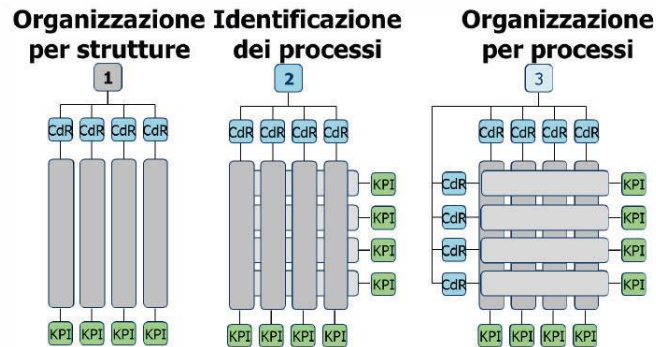 Organizzazione
per strutture
Identificazione
dei processi
Organizzazione
per processi
1
2
3
CdR CdR CdR CdR
CdR CdR CdR CdR
CdR CdR CdR CdR
KPI
CdR
KPI
KPI
CdR
KPI
KPI
CdR
KPI
KPI
CdR
KPI
KPI KPI KPI KPI
KPI KPI KPI KPI
KPI KPI KPI KPI